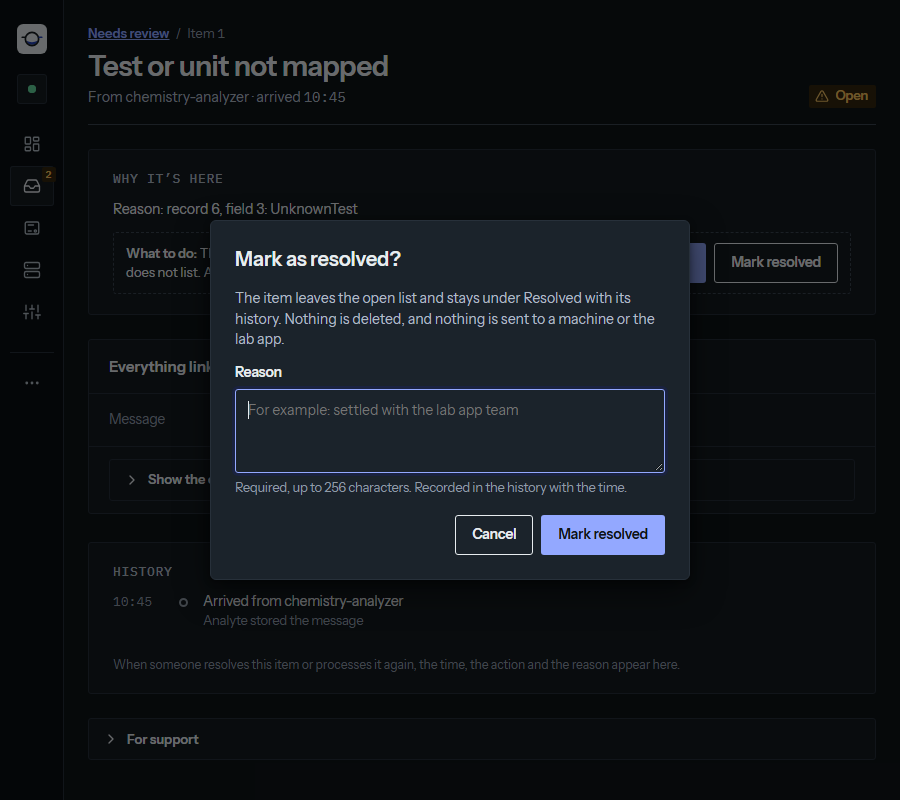 Needs review / Item 1
Test or unit not mapped
From chemistry-analyzer · arrived 10:45
Open
2
WHY IT’S HERE
Reason: record 6, field 3: UnknownTest
What to do:
does not list.
Mark resolved
Mark as resolved?
The item leaves the open list and stays under Resolved with its
history. Nothing is deleted, and nothing is sent to a machine or the
lab app.
Reason
For example: settled with the lab app team
Required, up to 256 characters. Recorded in the history with the time.
Cancel
Mark resolved
Everything
Message
Show the
HISTORY
10:45
Arrived from chemistry-analyzer
Analyte stored the message
When someone resolves this item or processes it again, the time, the action and the reason appear here.
For support